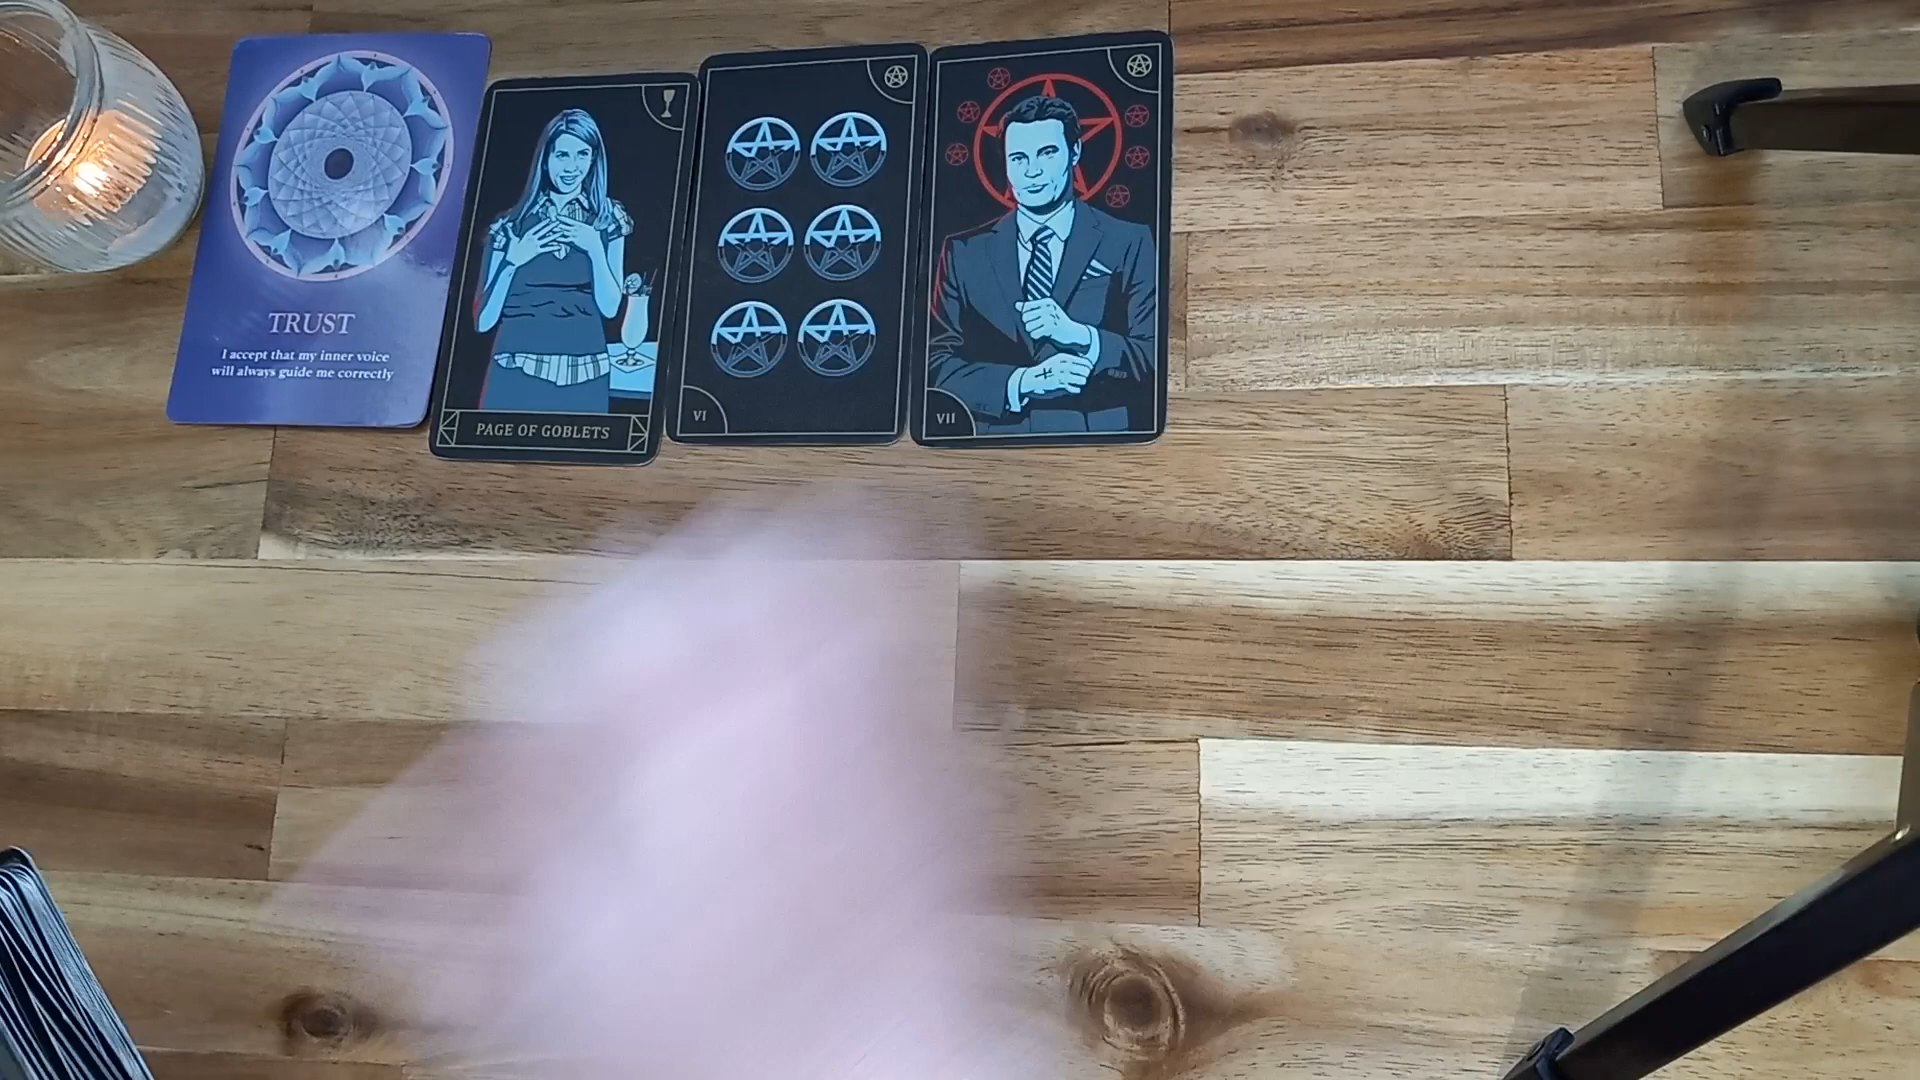 TRUST
I accept that my inner voice
will always guide me correctly
PAGE OF GOBLETS
VI
VII